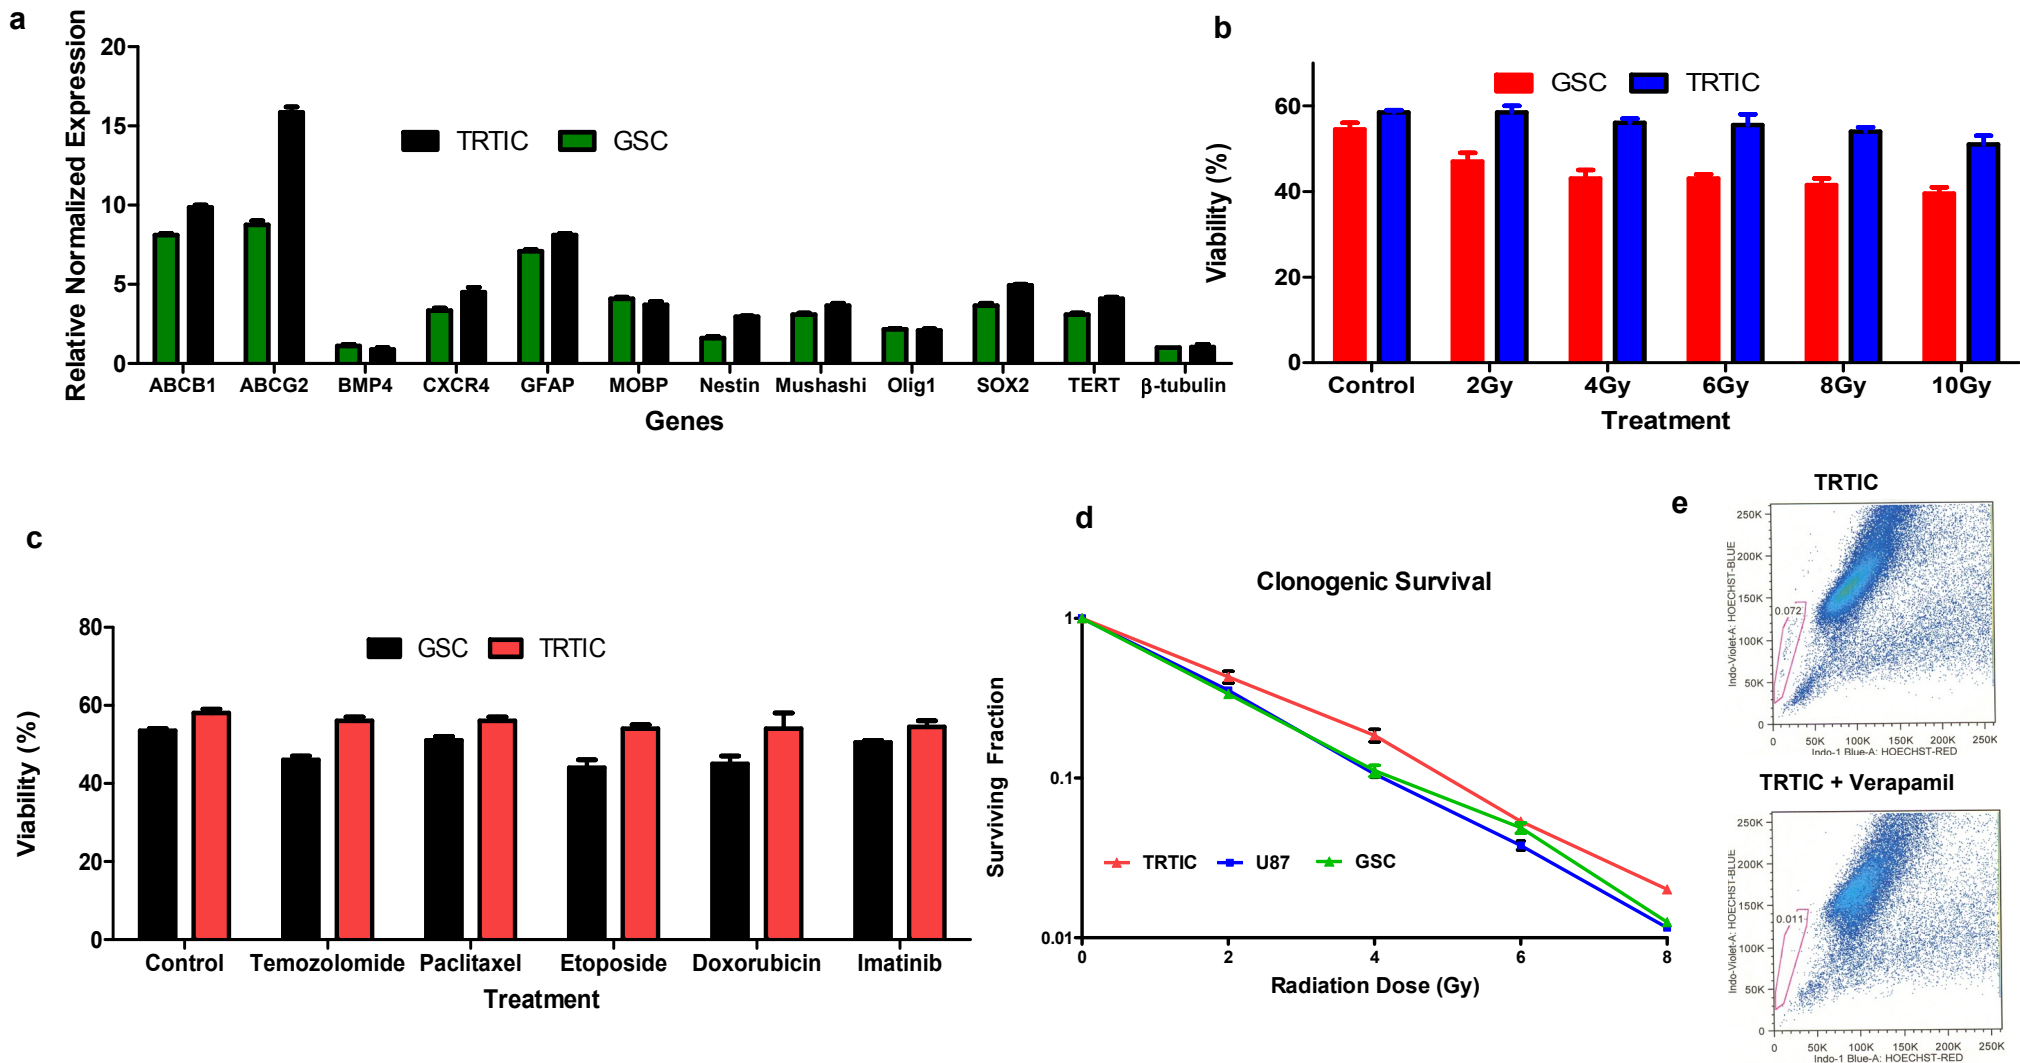 a
Relative Normalized Expression
20
15
10
5
0
TRTIC GSC
ABCB1 ABCG2 BMP4 CXCR4 GFAP MOBP Nestin Mushashi Olig1 SOX2 TERT β-tubulin
Genes
b
Viability (%)
60
40
20
0
GSC TRTIC
Control 2Gy 4Gy 6Gy 8Gy 10Gy
Treatment
c
Viability (%)
80
60
40
20
0
GSC TRTIC
Control Temozolomide Paclitaxel Etoposide Doxorubicin Imatinib
Treatment
d
Clonogenic Survival
Surviving Fraction
1
0.1
0.01
TRTIC U87 GSC
0 2 4 6 8
Radiation Dose (Gy)
e
TRTIC
Indo-Violet-A: HOECHST-BLUE
250K
200K
150K
100K
50K
0
0.072
0 50K 100K 150K 200K 250K
Indo-1 Blue-A: HOECHST-RED
TRTIC + Verapamil
Indo-Violet-A: HOECHST-BLUE
250K
200K
150K
100K
50K
0
0.011
0 50K 100K 150K 200K 250K
Indo-1 Blue-A: HOECHST-RED